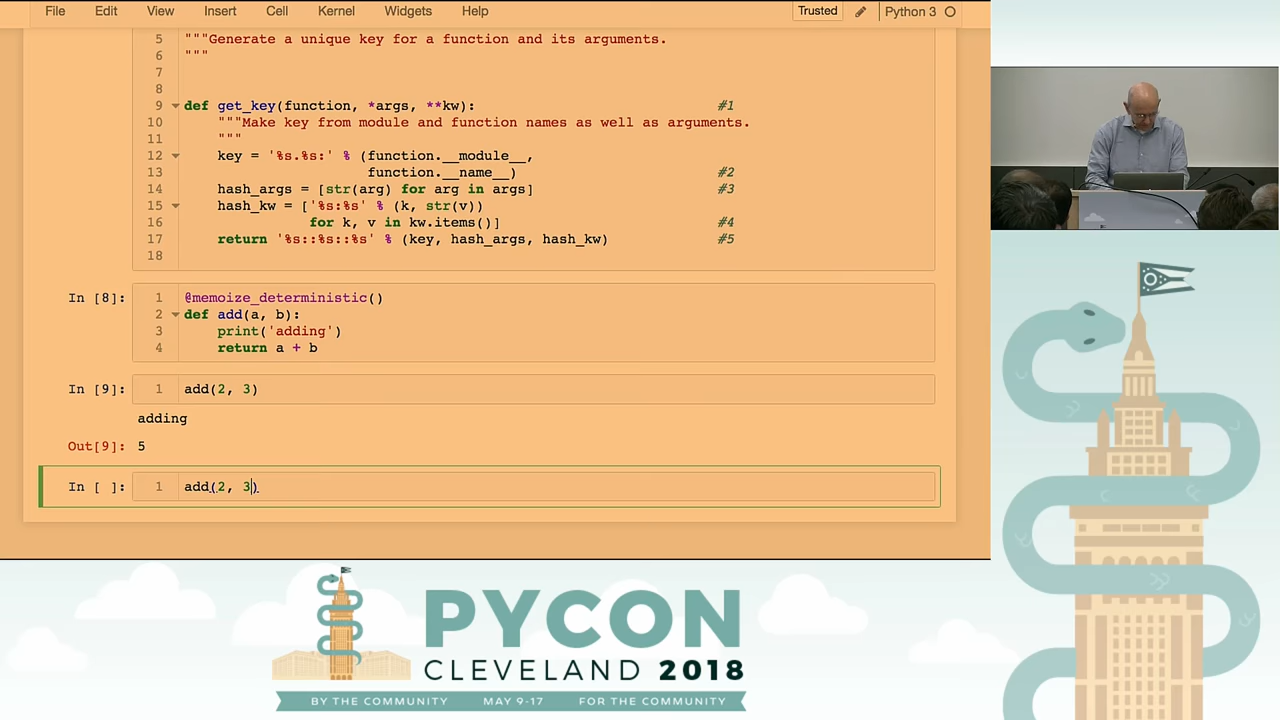 File Edit View Insert Cell Kernel Widgets Help Trusted Python 3
5 """Generate a unique key for a function and its arguments.
6 """
7
8
9 def get_key(function, *args, **kw): #1
10 """Make key from module and function names as well as arguments.
11 """
12 key = '%s.%s:' % (function.__module__,
13 function.__name__) #2
14 hash_args = [str(arg) for arg in args] #3
15 hash_kw = ['%s:%s' % (k, str(v))
16 for k, v in kw.items()] #4
17 return '%s::%s::%s' % (key, hash_args, hash_kw) #5
18
In [8]: 1 @memoize_deterministic()
2 def add(a, b):
3 print('adding')
4 return a + b
In [9]: 1 add(2, 3)
adding
Out[9]: 5
In [ ]: 1 add(2, 3)
PYCON
CLEVELAND 2018
BY THE COMMUNITY MAY 9-17 FOR THE COMMUNITY